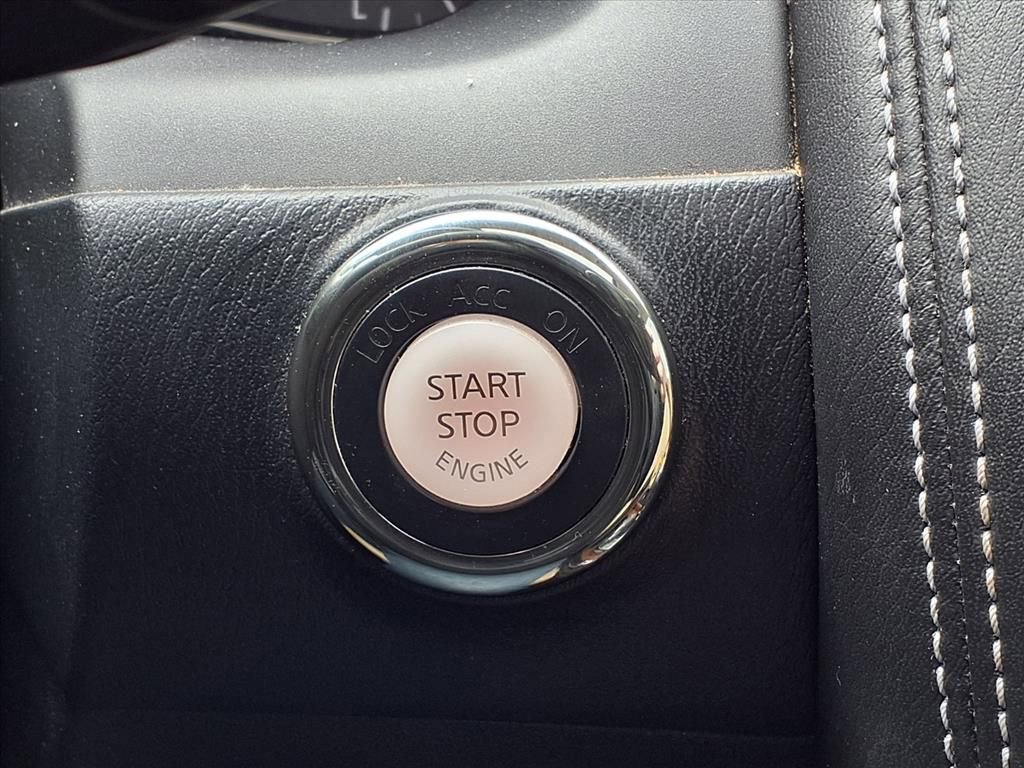 L
LOCK ACC ON
START
STOP
ENGINE